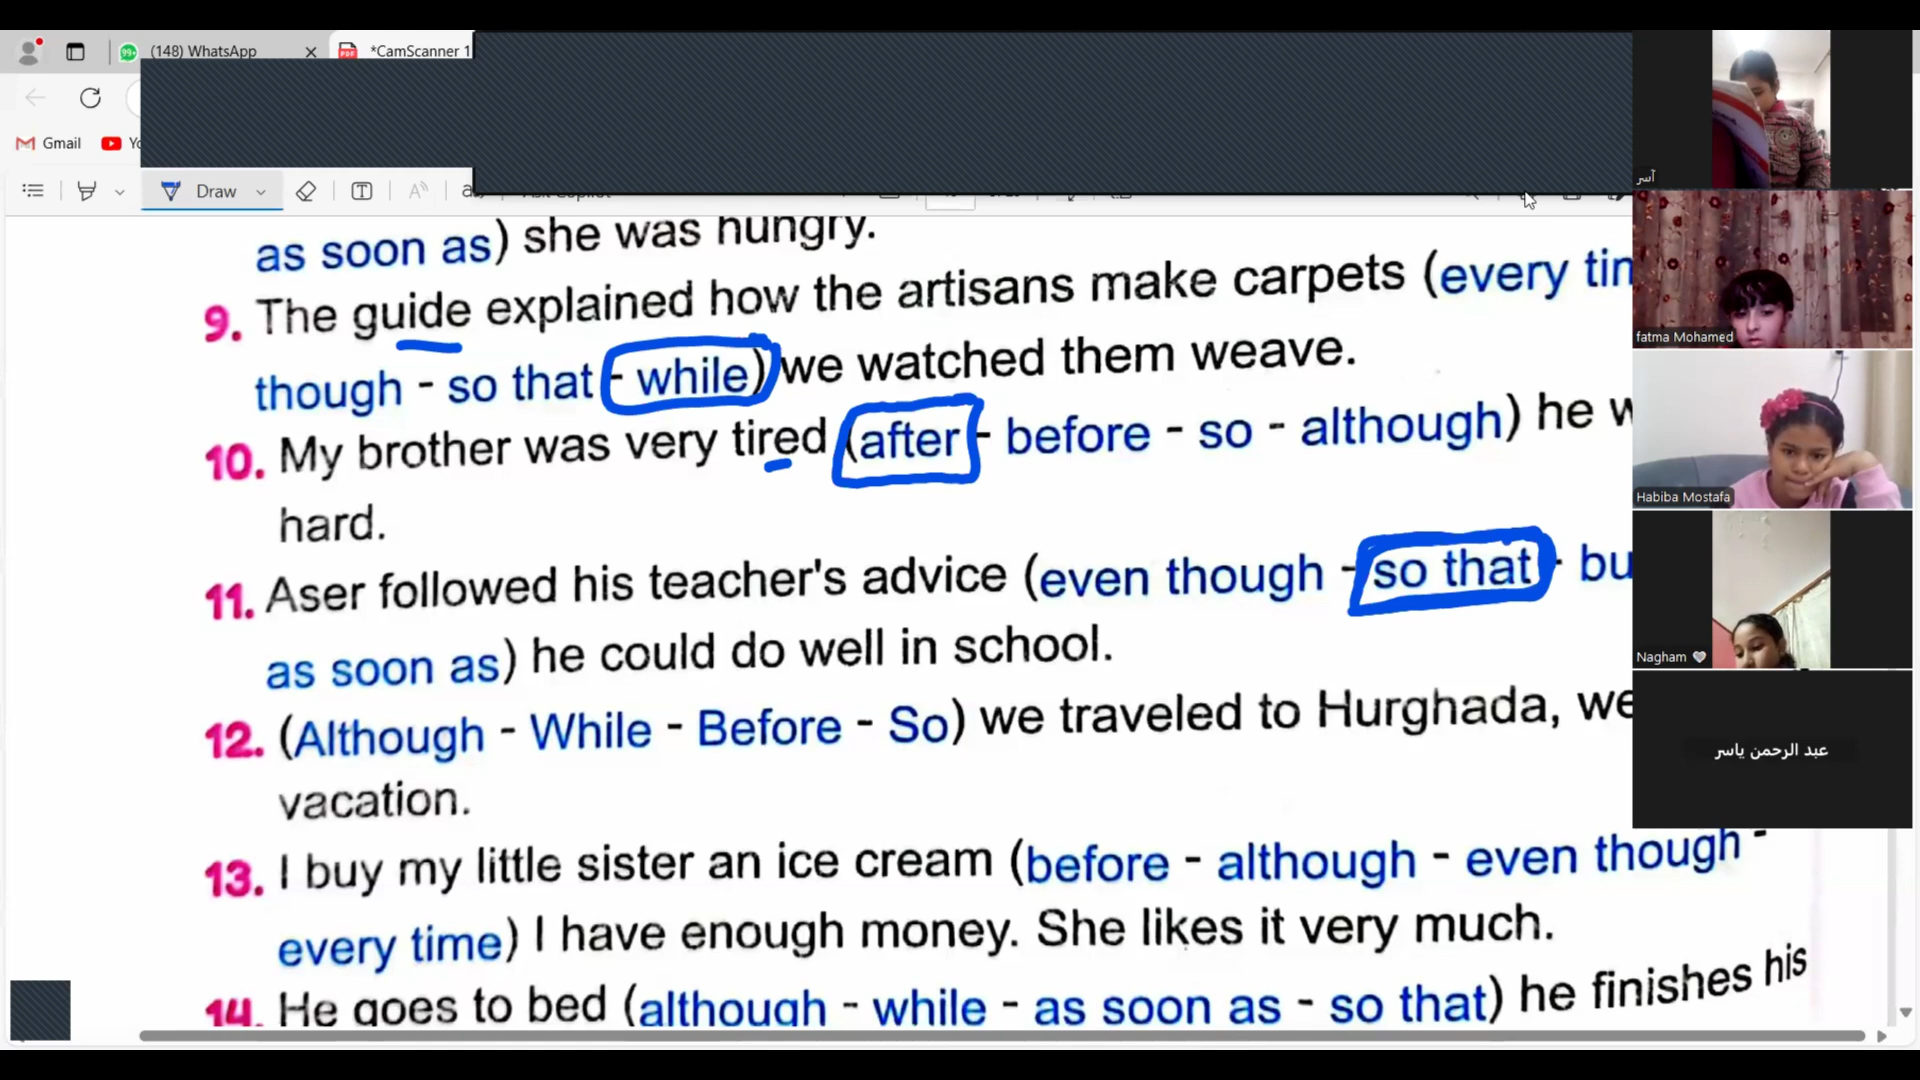 (148) WhatsApp
*CamScanner 1
Gmail
Draw
as soon as) she was hungry.
9. The guide explained how the artisans make carpets (every
though - so that - while) we watched them weave.
10. My brother was very tired (after - before - so - although) he
hard.
11. Aser followed his teacher's advice (even though - so that -
as soon as) he could do well in school.
12. (Although - While - Before - So) we traveled to Hurghada, we
vacation.
13. I buy my little sister an ice cream (before - although - even though -
every time) I have enough money. She likes it very much.
14. He goes to bed (although - while - as soon as - so that) he finishes his
آسر
fatma Mohamed
Habiba Mostafa
Nagham 🤍
عبد الرحمن ياسر